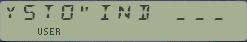 YSTO"IND _ _ _
USER